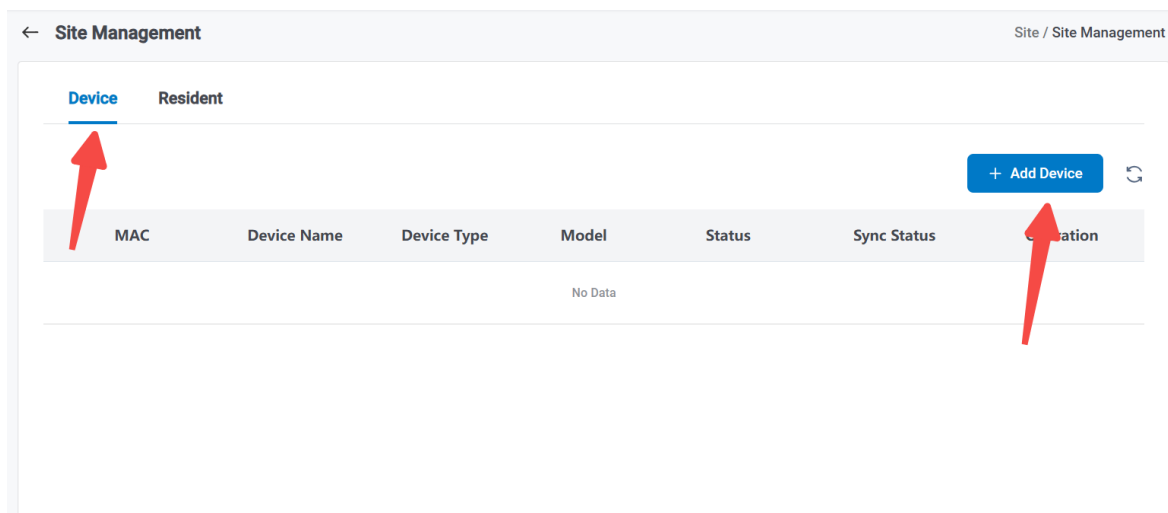 Site Management
Site / Site Management
Device Resident
+ Add Device
MAC Device Name Device Type Model Status Sync Status
No Data